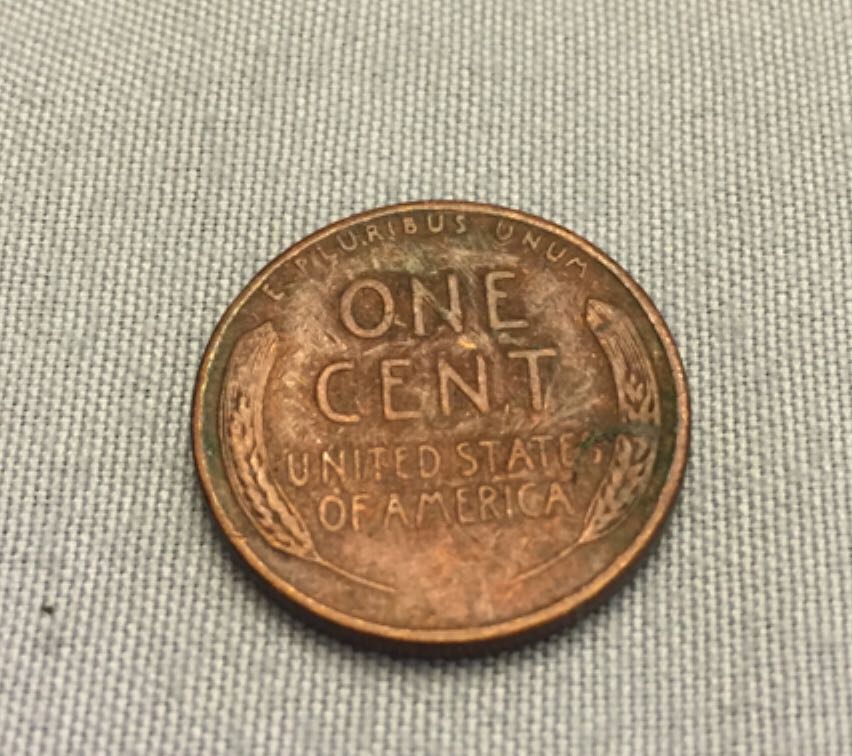 E PLURIBUS UNUM
ONE
CENT
UNITED STATES
OF AMERICA